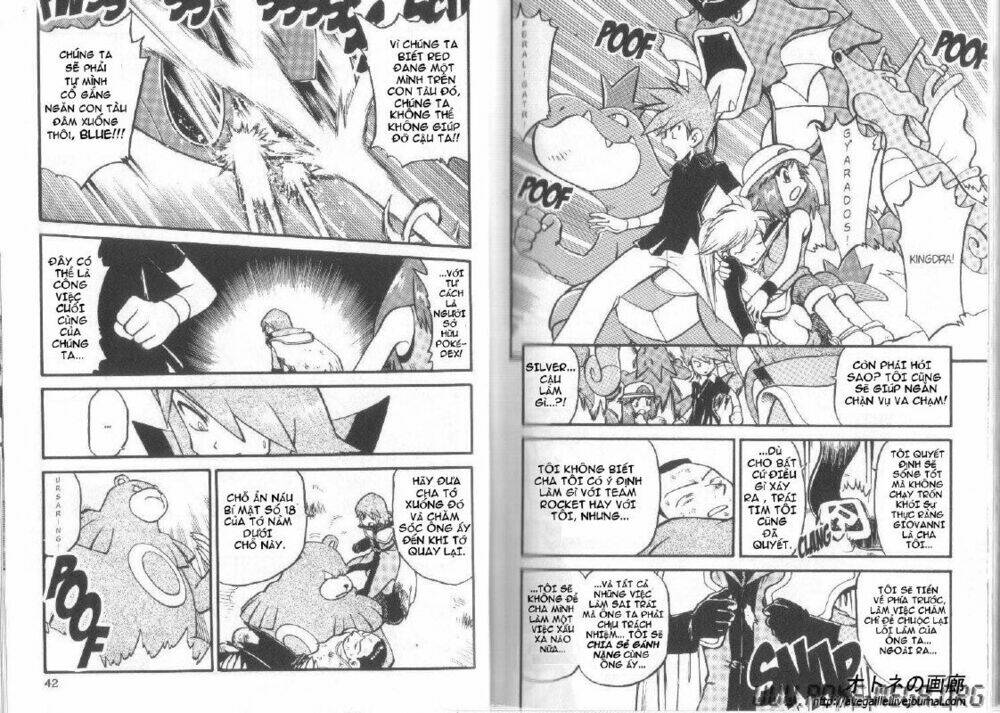 VÌ CHÚNG TA
BIẾT RED
ĐANG MỘT
MÌNH TRÊN
CON TÀU ĐÓ,
CHÚNG TA
KHÔNG THỂ
KHÔNG GIÚP
ĐỠ CẬU TA!!
CHÚNG TA
SẼ PHẢI
TỰ MÌNH
CỐ GẮNG
NGĂN CON TÀU
ĐÂM XUỐNG
THÔI, BLUE!!!
...VỚI
TƯ
CÁCH LÀ
NGƯỜI
SỞ
HỮU
POKÉ-
DEX!
ĐÂY CÓ
THỂ LÀ
CÔNG
VIỆC
CUỐI
CÙNG
CỦA
CHÚNG
TA...
...
HÃY ĐƯA
CHA TỚ
XUỐNG ĐÓ
VÀ CHĂM
SÓC ÔNG ẤY
ĐẾN KHI TỚ
QUAY LẠI.
CHỖ ẨN NÁU
BÍ MẬT SỐ 18
CỦA TỚ NẰM
DƯỚI
CHỖ NÀY.
URSARING!
POOF
42
POOF
POOF
POOF
FERALGATR!
GYARADOS!
KINGDRA!
CÒN PHẢI HỎI
SAO? TÔI CŨNG
SẼ GIÚP NGĂN
CHẶN VỤ VA CHẠM!
SILVER...
CẬU
LÀM
GÌ...?!
TÔI QUYẾT
ĐỊNH SẼ
SỐNG TỐT
MÀ KHÔNG
CHẠY TRỐN
KHỎI SỰ
THỰC RẰNG
GIOVANNI
LÀ CHA
TÔI...
...DÙ
CHO BẤT
CỨ ĐIỀU
GÌ XẢY
RA, TRÁI
TIM TÔI
CŨNG
ĐÃ
QUYẾT.
CLANG
TÔI KHÔNG BIẾT
CHA TÔI CÓ Ý ĐỊNH
LÀM GÌ VỚI TEAM
ROCKET HAY VỚI
TÔI, NHƯNG...
TÔI SẼ TIẾN
VỀ PHÍA TRƯỚC,
LÀM VIỆC CHĂM
CHỈ ĐỂ CHUỘC LẠI
LỖI LẦM CỦA
ÔNG TA...
NGOÀI RA...
...VÀ TẤT CẢ
NHỮNG VIỆC
LÀM SAI TRÁI
MÀ ÔNG TA PHẢI
CHỊU TRÁCH
NHIỆM... TÔI SẼ
CHIA SẺ GÁNH
NẶNG CÙNG
ÔNG ẤY...
...TÔI SẼ
KHÔNG ĐỂ
CHA MÌNH
LÀM MỘT
VIỆC XẤU
XA NÀO
NỮA...
SNAP
オトネの画廊